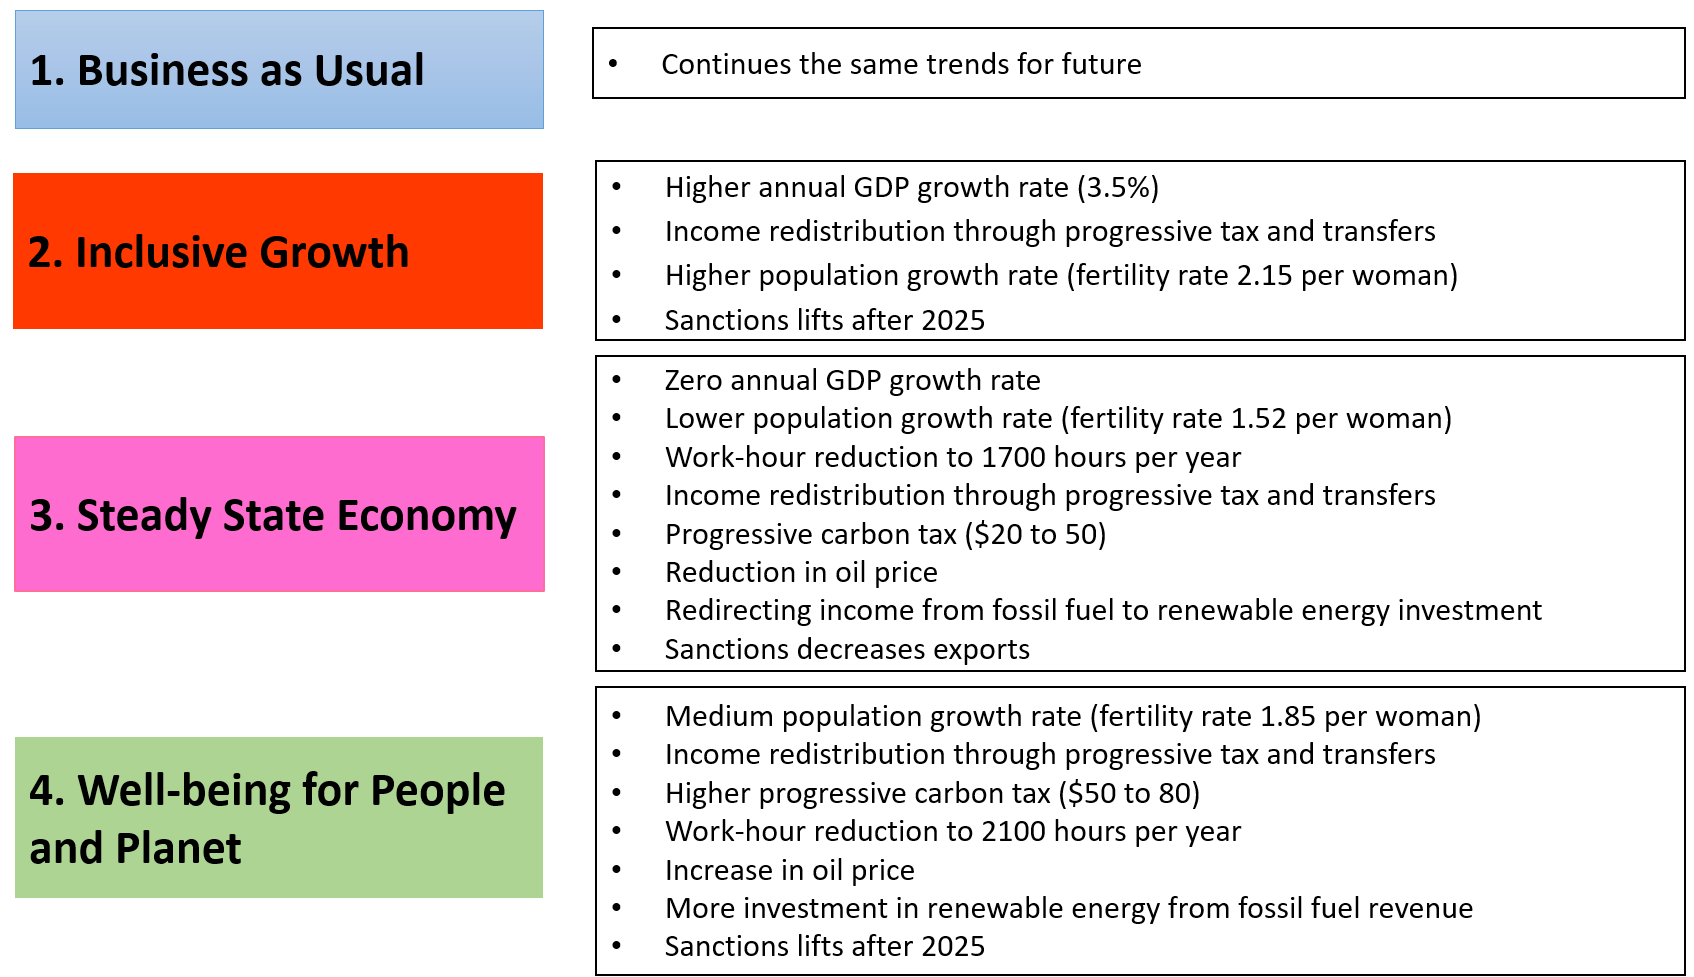 1. Business as Usual
• Continues the same trends for future
2. Inclusive Growth
• Higher annual GDP growth rate (3.5%)
• Income redistribution through progressive tax and transfers
• Higher population growth rate (fertility rate 2.15 per woman)
• Sanctions lifts after 2025
3. Steady State Economy
• Zero annual GDP growth rate
• Lower population growth rate (fertility rate 1.52 per woman)
• Work-hour reduction to 1700 hours per year
• Income redistribution through progressive tax and transfers
• Progressive carbon tax ($20 to 50)
• Reduction in oil price
• Redirecting income from fossil fuel to renewable energy investment
• Sanctions decreases exports
4. Well-being for People
and Planet
• Medium population growth rate (fertility rate 1.85 per woman)
• Income redistribution through progressive tax and transfers
• Higher progressive carbon tax ($50 to 80)
• Work-hour reduction to 2100 hours per year
• Increase in oil price
• More investment in renewable energy from fossil fuel revenue
• Sanctions lifts after 2025